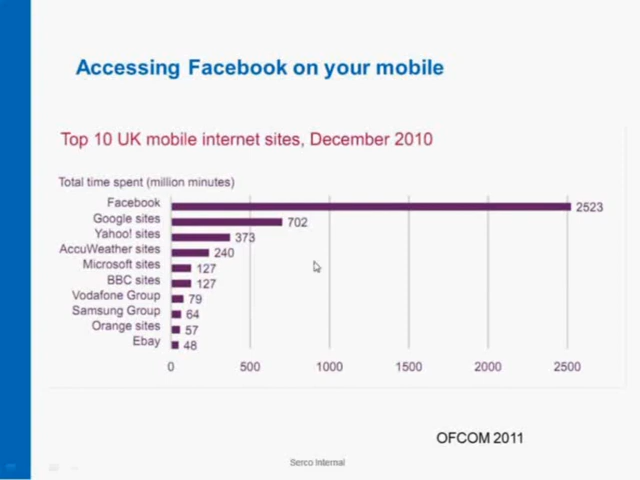 Accessing Facebook on your mobile
Top 10 UK mobile internet sites, December 2010
Total time spent (million minutes)
Facebook 2523
Google sites 702
Yahoo! sites 373
AccuWeather sites 240
Microsoft sites 127
BBC sites 127
Vodafone Group 79
Samsung Group 64
Orange sites 57
Ebay 48
0 500 1000 1500 2000 2500
OFCOM 2011
Serco Internal